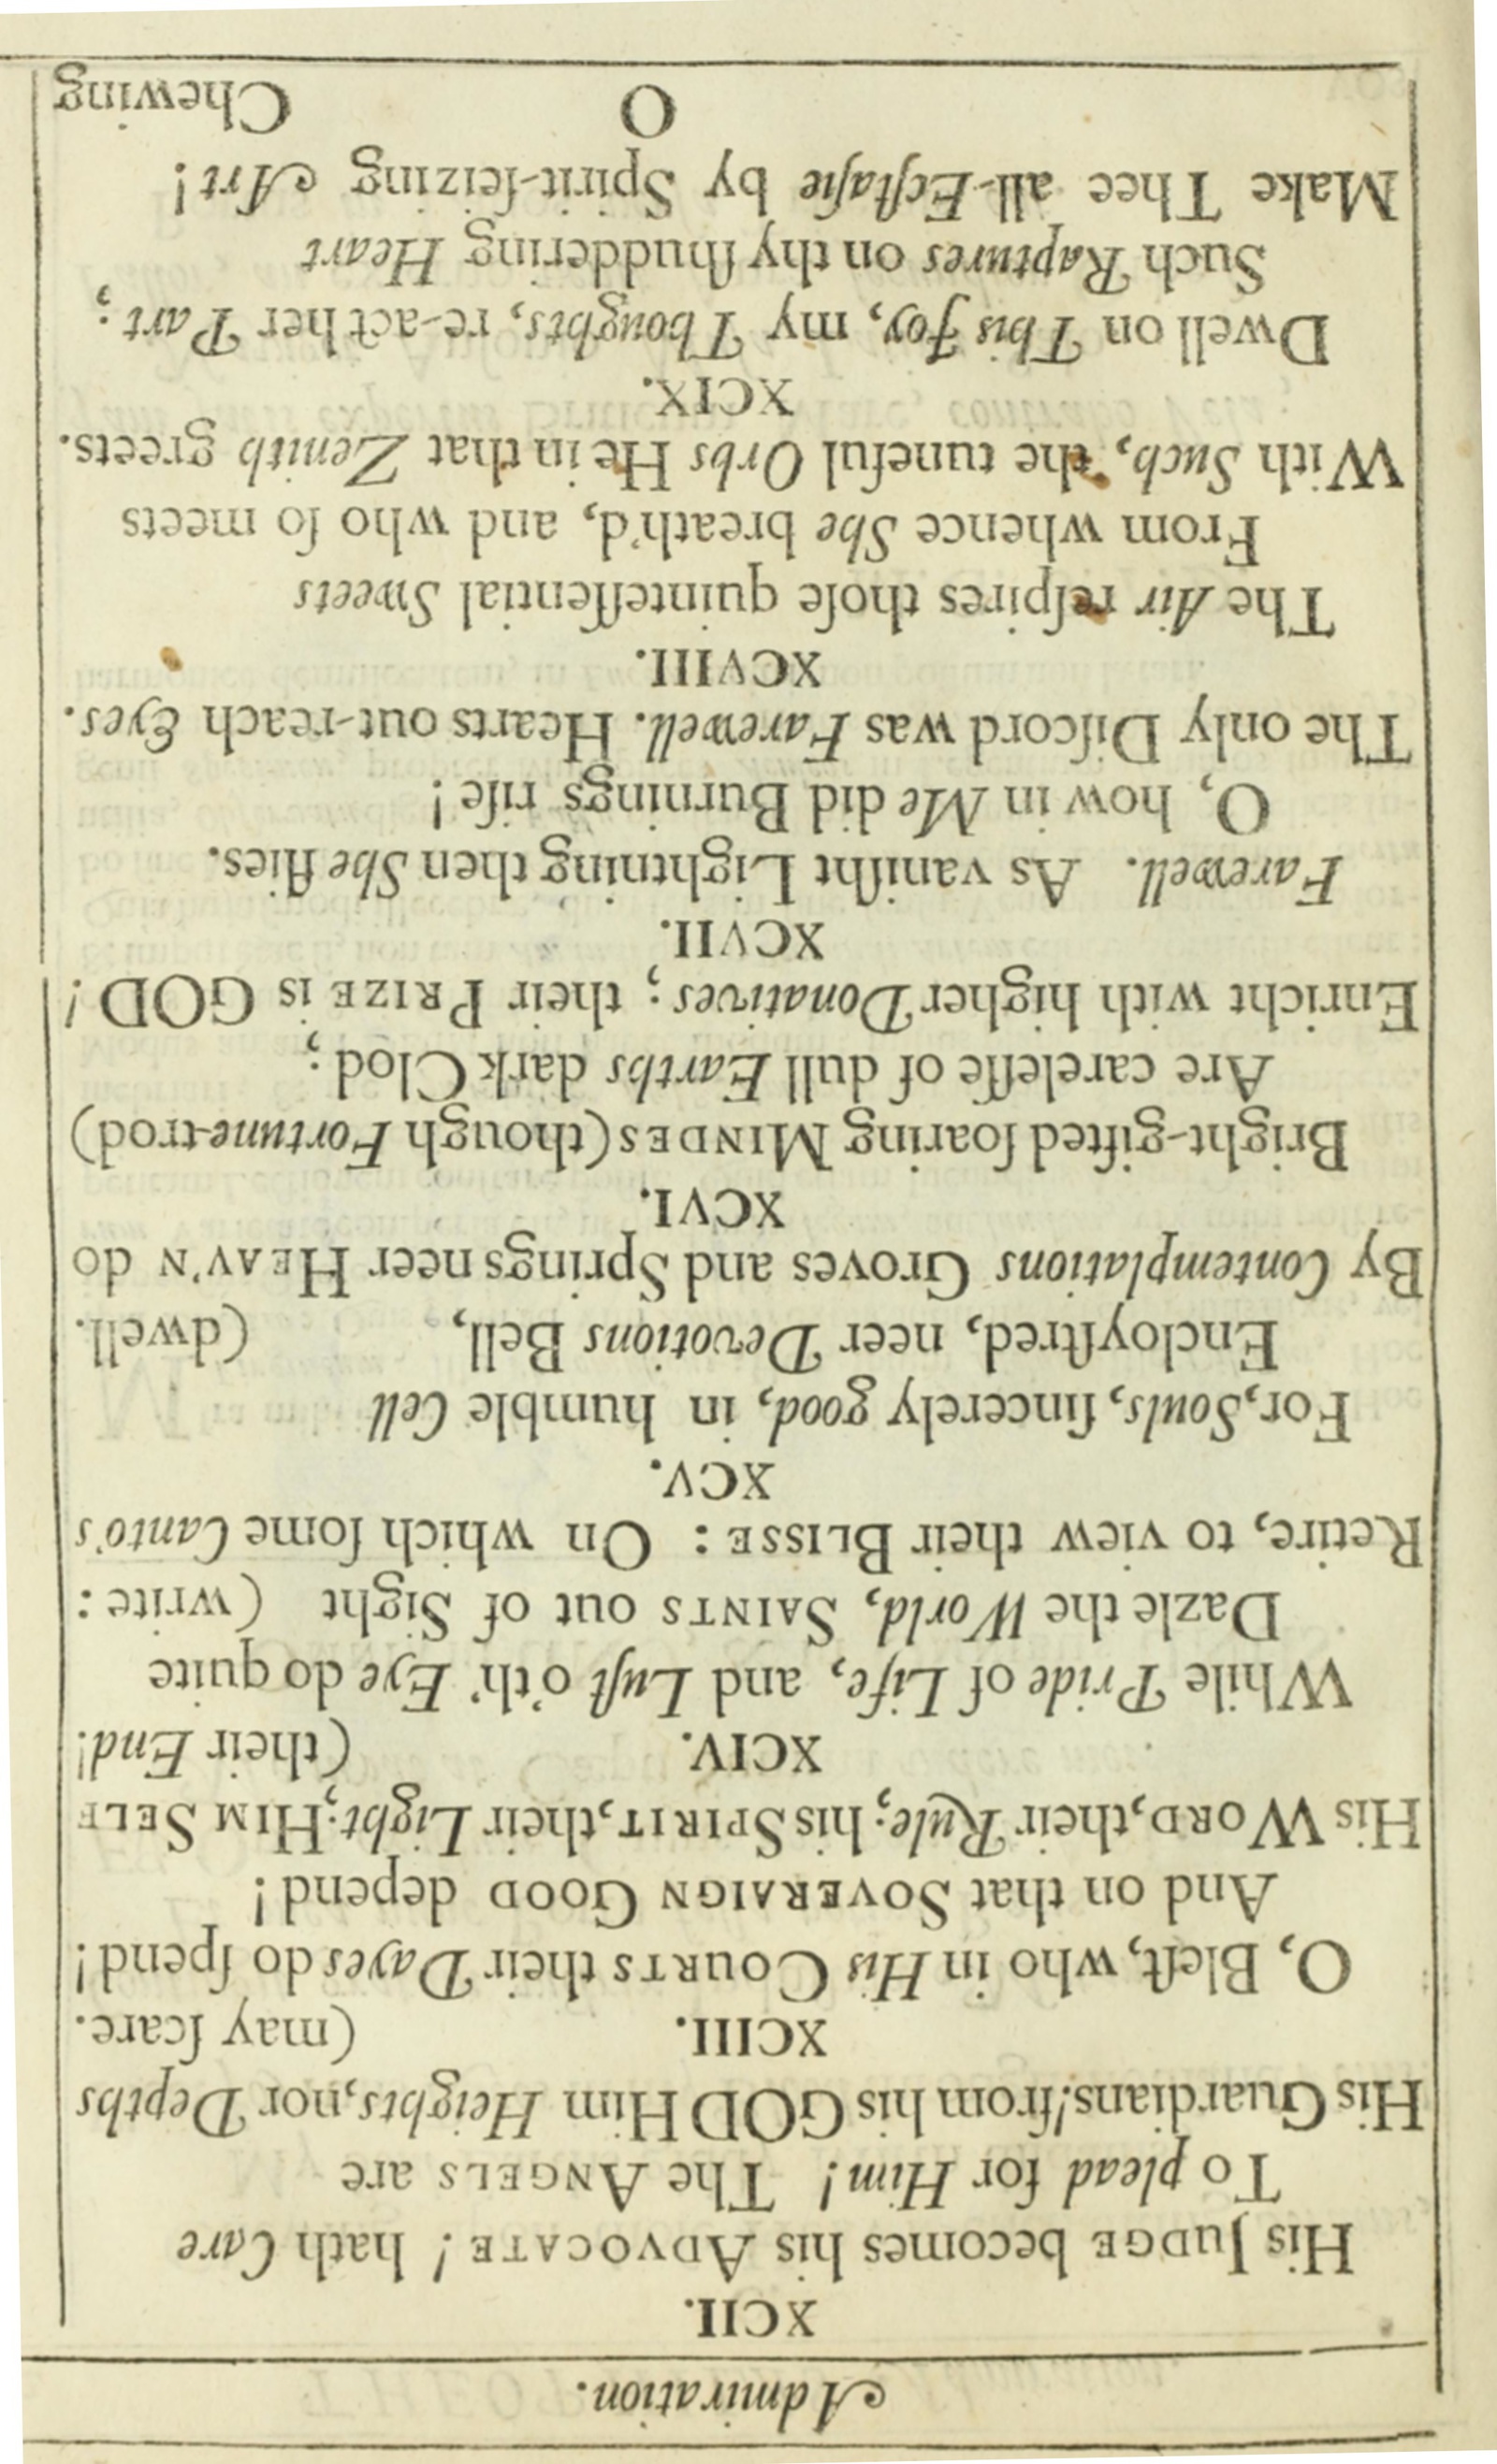 Admiration.
XCII.
His Judge becomes his Advocate! hath Care
To plead for Him! The Angels are
His Guardians! from his GOD Him Heights, nor Depths
(may ſcare.
XCIII.
O, Bleſt, who in His Courts their Dayes do ſpend!
And on that Soveraign Good depend!
His Word, their Rule; his Spirit, their Light; Him Self
(their End!
XCIV.
While Pride of Life, and Luſt o'th' Eye do quite
Dazle the World, Saints out of Sight
(write:
Retire, to view their Blisse: On which ſome Canto's
XCV.
For, Souls, ſincerely good, in humble Cell
Encloyſtred, neer Devotions Bell,
(dwell.
By Contemplations Groves and Springs neer Heav'n do
XCVI.
Bright-gifted ſoaring Mindes (though Fortune-trod)
Are careleſſe of dull Earths dark Clod;
Enricht with higher Donatives; their Prize is GOD!
XCVII.
Farewell. As vaniſht Lightning then She flies.
O, how in Me did Burnings riſe!
The only Diſcord was Farewell. Hearts out-reach Eyes.
XCVIII.
The Air reſpires thoſe quinteſſential Sweets
From whence She breath'd, and who ſo meets
With Such, the tuneful Orbs He in that Zenith greets.
XCIX.
Dwell on This Joy, my Thoughts, re-act her Part;
Such Raptures on thy ſhuddering Heart
Make Thee all-Ecſtaſie by Spirit-ſeizing Art!
O Chewing